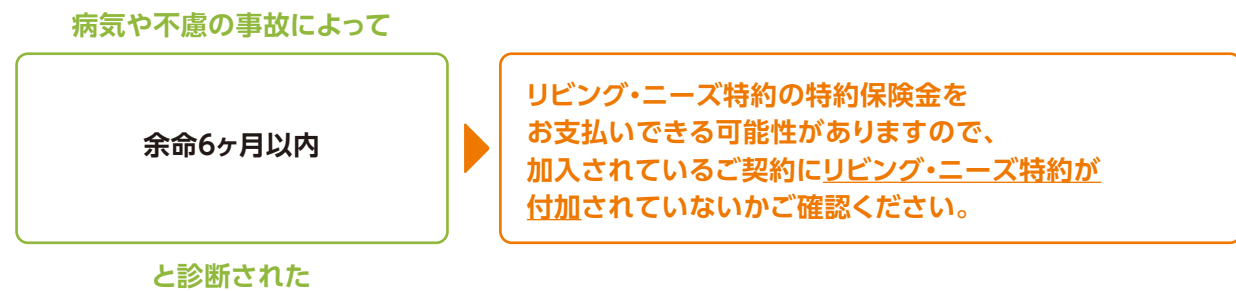 病気や不慮の事故によって
余命6ヶ月以内
と診断された
リビング・ニーズ特約の特約保険金を
お支払いできる可能性がありますので、
加入されているご契約にリビング・ニーズ特約が
付加されていないかご確認ください。